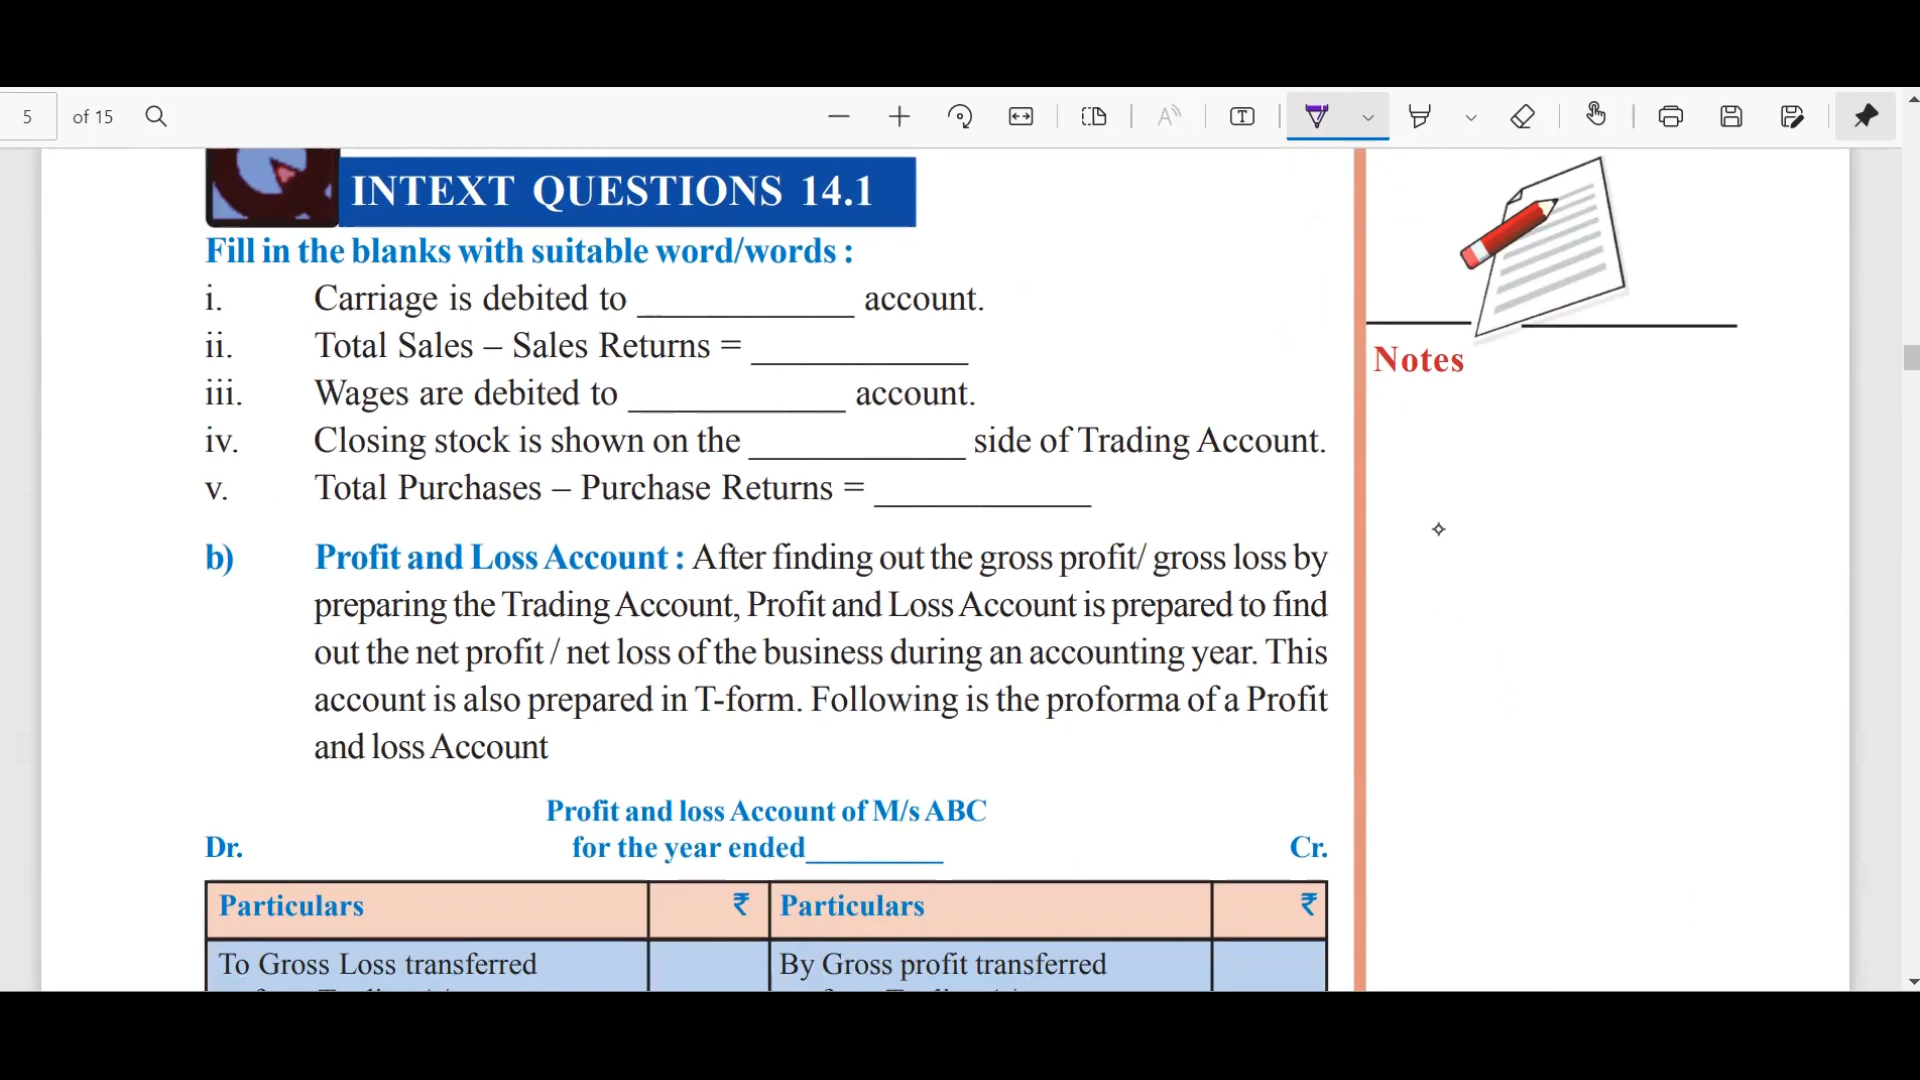 5 of 15
INTEXT QUESTIONS 14.1
Fill in the blanks with suitable word/words :
i. Carriage is debited to ____________ account.
ii. Total Sales – Sales Returns = ____________
iii. Wages are debited to ____________ account.
iv. Closing stock is shown on the ____________ side of Trading Account.
v. Total Purchases – Purchase Returns = ____________
Notes
b) Profit and Loss Account : After finding out the gross profit/ gross loss by
preparing the Trading Account, Profit and Loss Account is prepared to find
out the net profit / net loss of the business during an accounting year. This
account is also prepared in T-form. Following is the proforma of a Profit
and loss Account
Profit and loss Account of M/s ABC
Dr. for the year ended_________ Cr.
Particulars ₹ Particulars ₹
To Gross Loss transferred By Gross profit transferred